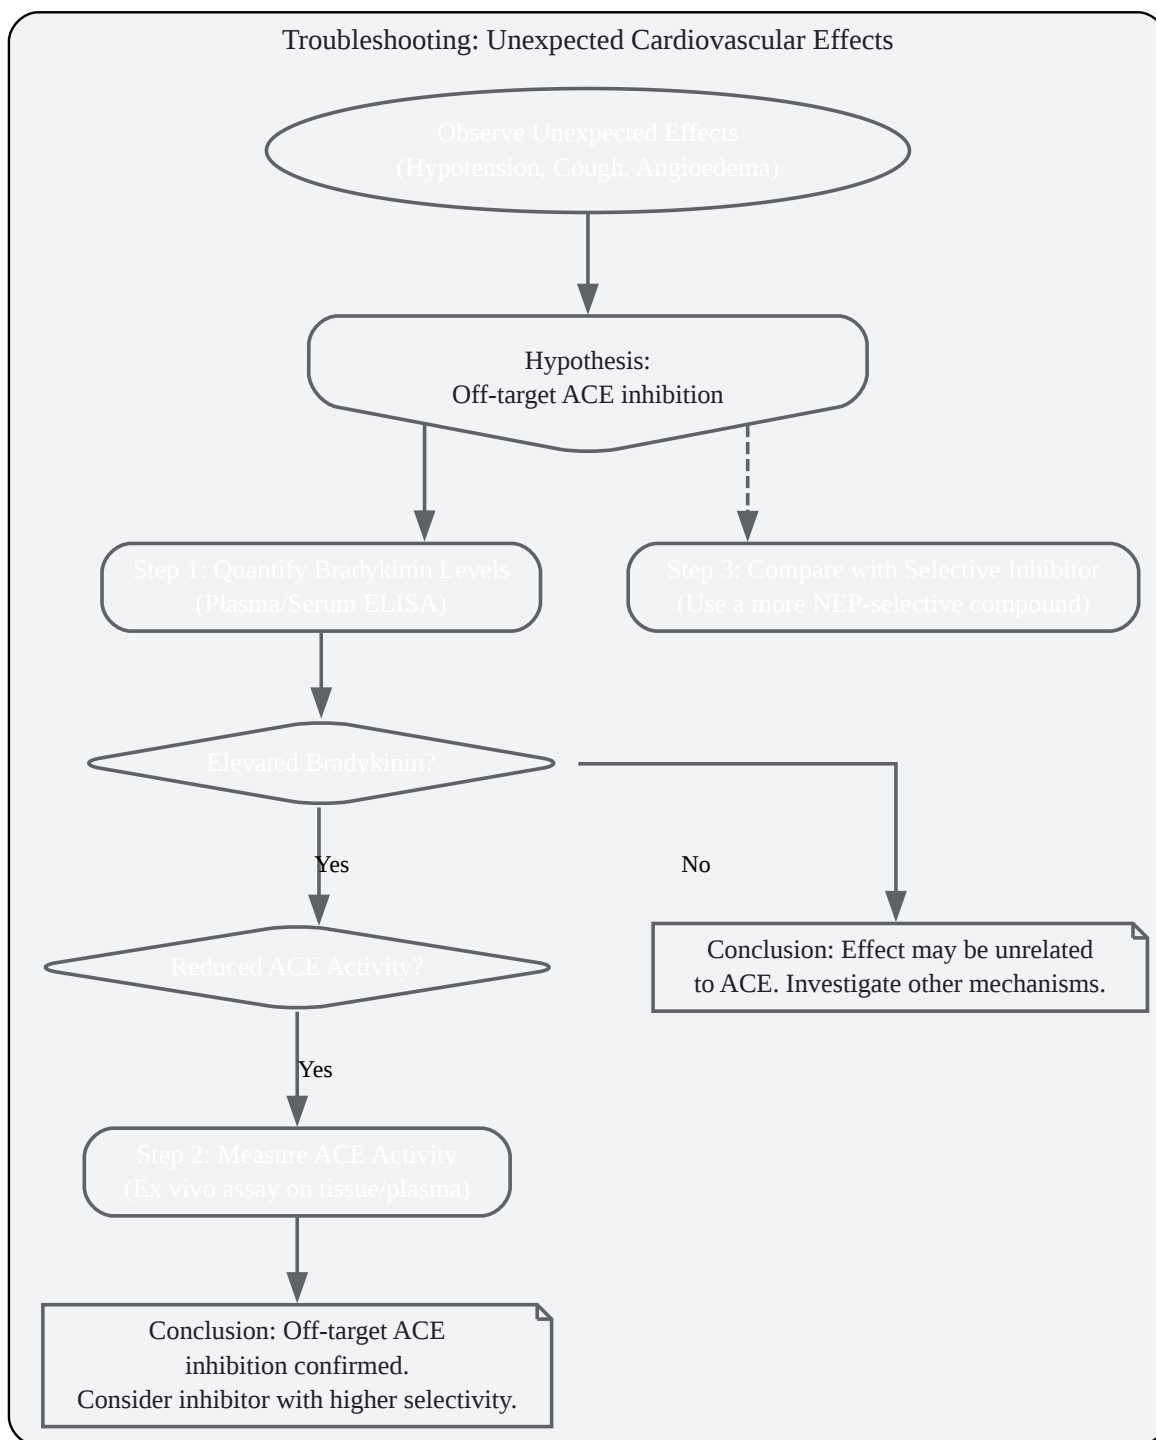 Troubleshooting: Unexpected Cardiovascular Effects
Observe Unexpected Effects
(Hypotension, Cough, Angioedema)
Hypothesis:
Off-target ACE inhibition
Step 1: Quantify Bradykinin Levels
(Plasma/Serum ELISA)
Step 3: Compare with Selective Inhibitor
(Use a more NEP-selective compound)
Elevated Bradykinin?
Yes
No
Reduced ACE Activity?
Conclusion: Effect may be unrelated
to ACE. Investigate other mechanisms.
Yes
Step 2: Measure ACE Activity
(Ex vivo assay on tissue/plasma)
Conclusion: Off-target ACE
inhibition confirmed.
Consider inhibitor with higher selectivity.